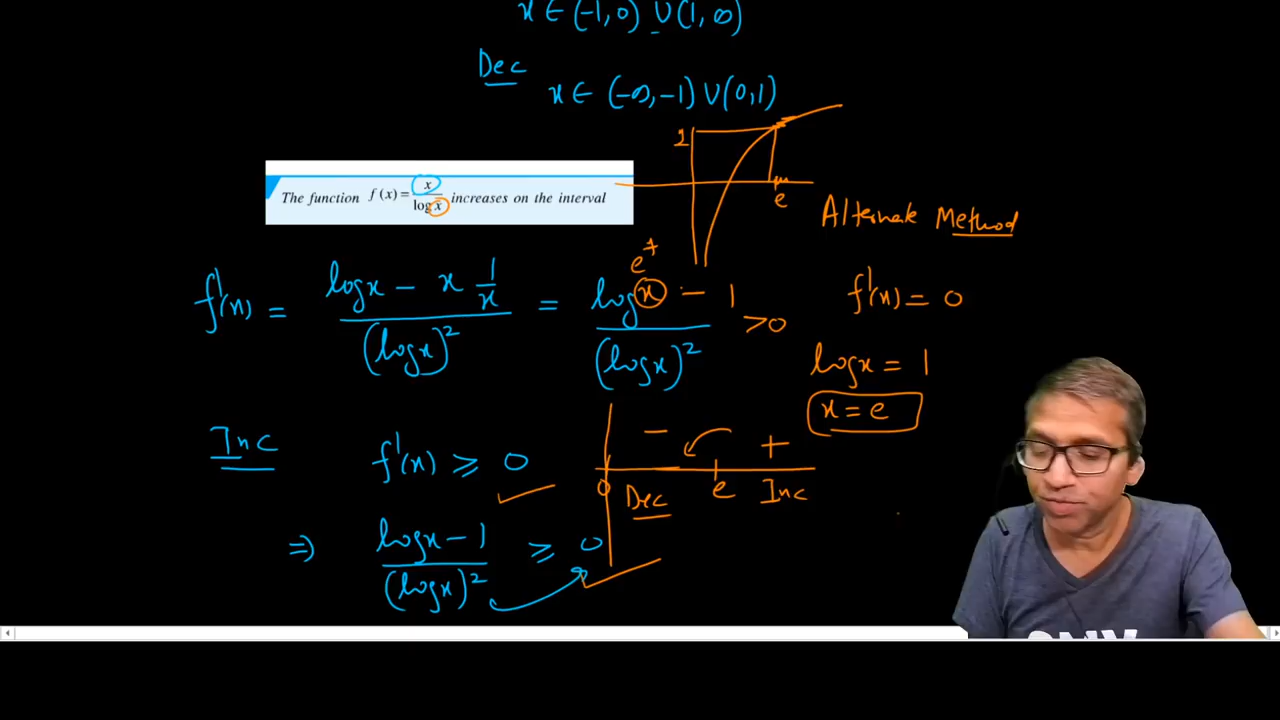 x ∈ (-1, 0) ∪ (1, ∞)
Dec
x ∈ (-∞, -1) ∪ (0, 1)
1
e
The function f (x) = x / log x increases on the interval
Alternate Method
f'(x) = (log x - x 1/x) / (log x)² = (log x - 1) / (log x)² > 0
e⁺
f'(x) = 0
log x = 1
x = e
Inc
f'(x) ≥ 0
- +
0 Dec e Inc
⇒ (log x - 1) / (log x)² ≥ 0